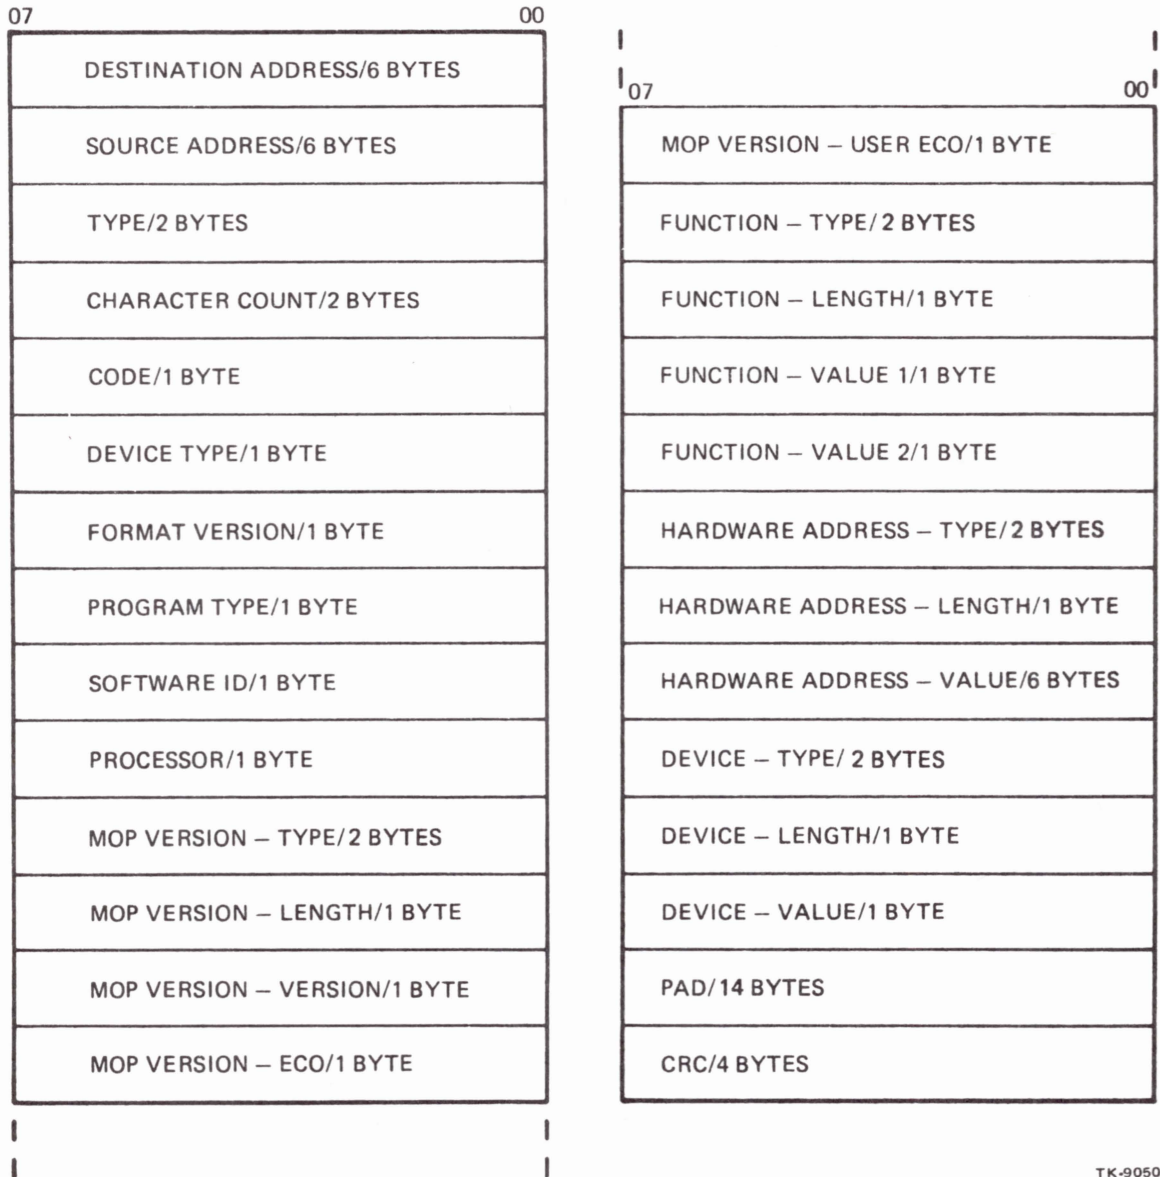 07 00
DESTINATION ADDRESS/6 BYTES
SOURCE ADDRESS/6 BYTES
TYPE/2 BYTES
CHARACTER COUNT/2 BYTES
CODE/1 BYTE
DEVICE TYPE/1 BYTE
FORMAT VERSION/1 BYTE
PROGRAM TYPE/1 BYTE
SOFTWARE ID/1 BYTE
PROCESSOR/1 BYTE
MOP VERSION – TYPE/2 BYTES
MOP VERSION – LENGTH/1 BYTE
MOP VERSION – VERSION/1 BYTE
MOP VERSION – ECO/1 BYTE
07 00
MOP VERSION – USER ECO/1 BYTE
FUNCTION – TYPE/2 BYTES
FUNCTION – LENGTH/1 BYTE
FUNCTION – VALUE 1/1 BYTE
FUNCTION – VALUE 2/1 BYTE
HARDWARE ADDRESS – TYPE/2 BYTES
HARDWARE ADDRESS – LENGTH/1 BYTE
HARDWARE ADDRESS – VALUE/6 BYTES
DEVICE – TYPE/ 2 BYTES
DEVICE – LENGTH/1 BYTE
DEVICE – VALUE/1 BYTE
PAD/14 BYTES
CRC/4 BYTES
TK-9050